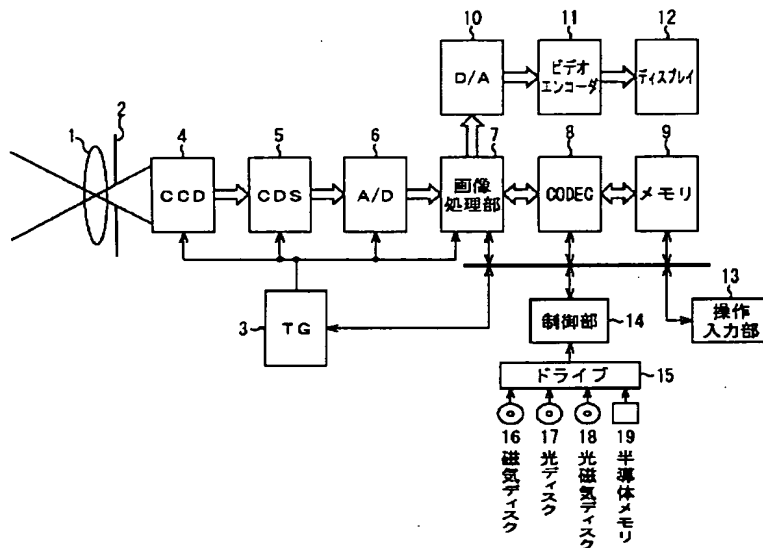 10
11
12
D/A
ビデオ
エンコーダ
ディスプレイ
1
2
4
5
6
7
8
9
CCD
CDS
A/D
画像
処理部
CODEC
メモリ
3
TG
制御部
14
13
操作
入力部
ドライブ
15
16
17
18
19
磁気ディスク
光ディスク
光磁気ディスク
半導体メモリ